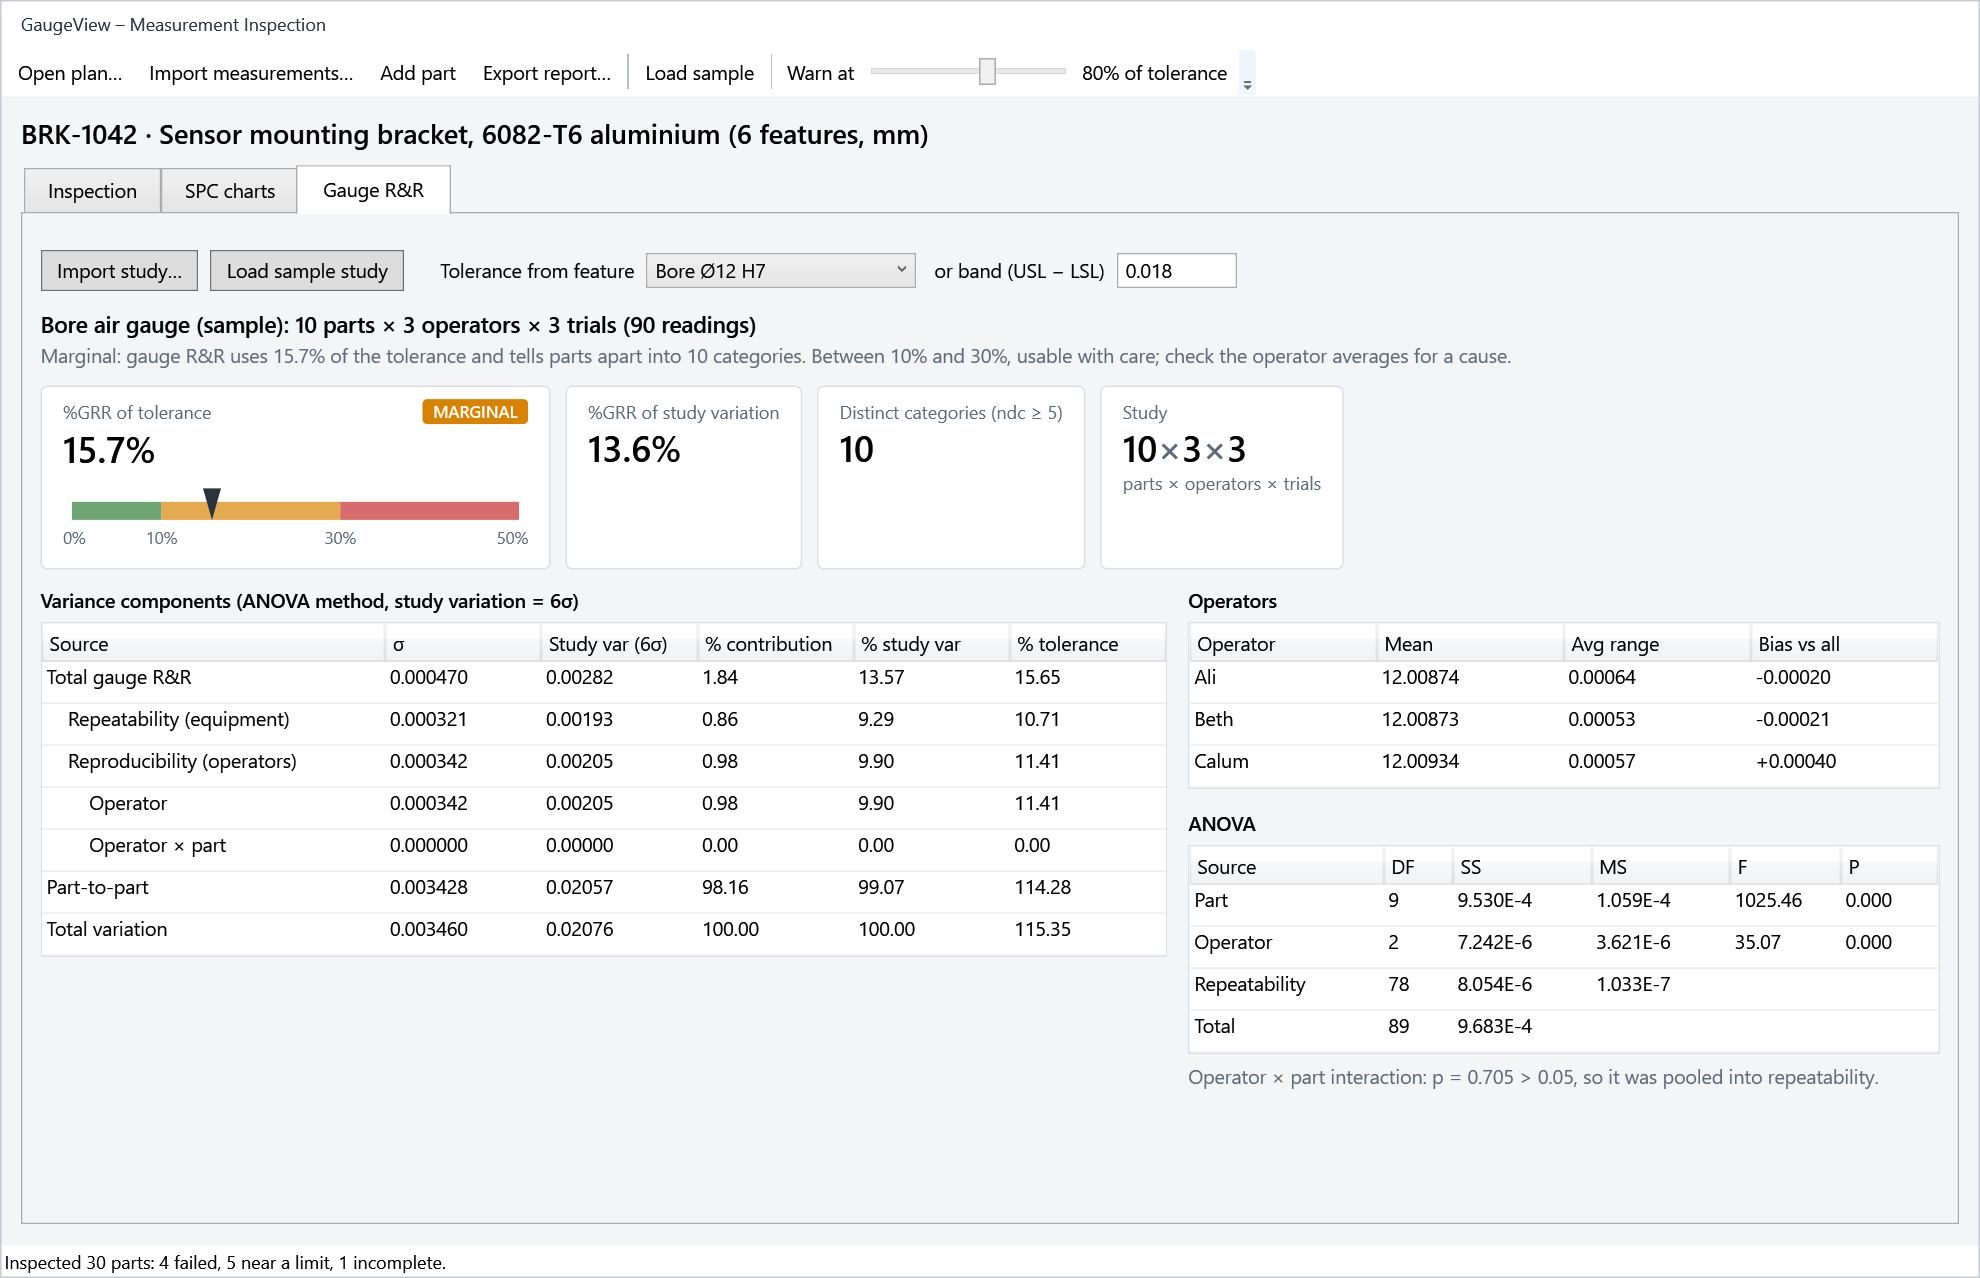 GaugeView – Measurement Inspection
Open plan... Import measurements... Add part Export report... Load sample Warn at 80% of tolerance
BRK-1042 · Sensor mounting bracket, 6082-T6 aluminium (6 features, mm)
Inspection SPC charts Gauge R&R
Import study... Load sample study Tolerance from feature Bore Ø12 H7 or band (USL – LSL) 0.018
Bore air gauge (sample): 10 parts × 3 operators × 3 trials (90 readings)
Marginal: gauge R&R uses 15.7% of the tolerance and tells parts apart into 10 categories. Between 10% and 30%, usable with care; check the operator averages for a cause.
%GRR of tolerance MARGINAL
15.7%
0% 10% 30% 50%
%GRR of study variation
13.6%
Distinct categories (ndc ≥ 5)
10
Study
10×3×3
parts × operators × trials
Variance components (ANOVA method, study variation = 6σ)
Source σ Study var (6σ) % contribution % study var % tolerance
Total gauge R&R 0.000470 0.00282 1.84 13.57 15.65
Repeatability (equipment) 0.000321 0.00193 0.86 9.29 10.71
Reproducibility (operators) 0.000342 0.00205 0.98 9.90 11.41
Operator 0.000342 0.00205 0.98 9.90 11.41
Operator × part 0.000000 0.00000 0.00 0.00 0.00
Part-to-part 0.003428 0.02057 98.16 99.07 114.28
Total variation 0.003460 0.02076 100.00 100.00 115.35
Operators
Operator Mean Avg range Bias vs all
Ali 12.00874 0.00064 -0.00020
Beth 12.00873 0.00053 -0.00021
Calum 12.00934 0.00057 +0.00040
ANOVA
Source DF SS MS F P
Part 9 9.530E-4 1.059E-4 1025.46 0.000
Operator 2 7.242E-6 3.621E-6 35.07 0.000
Repeatability 78 8.054E-6 1.033E-7
Total 89 9.683E-4
Operator × part interaction: p = 0.705 > 0.05, so it was pooled into repeatability.
Inspected 30 parts: 4 failed, 5 near a limit, 1 incomplete.